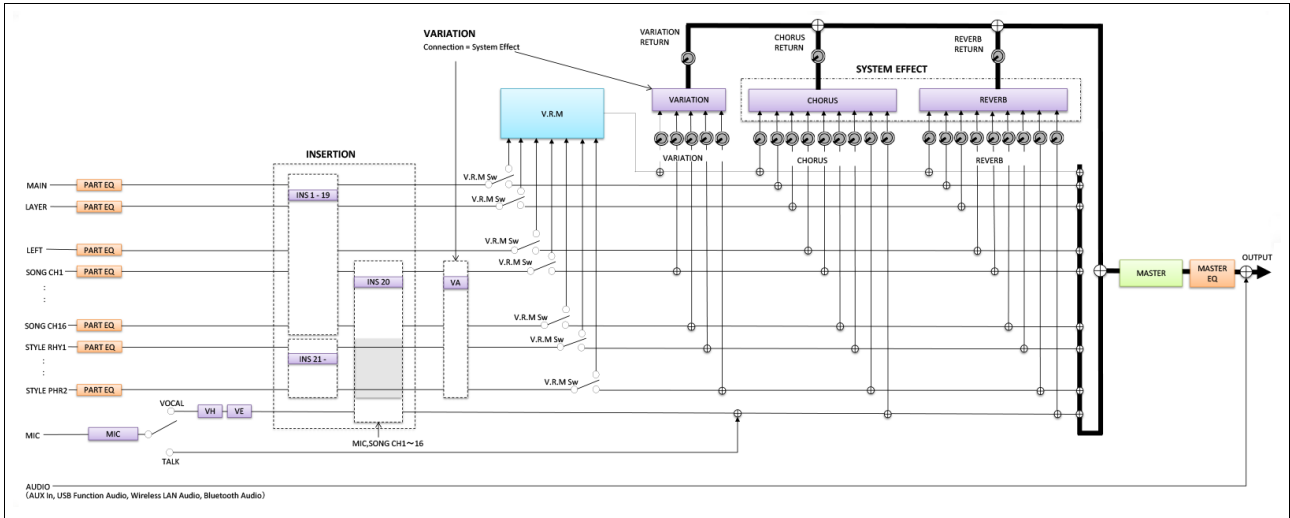 VARIATION
Connection = System Effect
VARIATION
RETURN
CHORUS
RETURN
REVERB
RETURN
SYSTEM EFFECT
V.R.M
VARIATION
CHORUS
REVERB
VARIATION
CHORUS
REVERB
INSERTION
MAIN
PART EQ
INS 1 - 19
V.R.M Sw
LAYER
PART EQ
V.R.M Sw
LEFT
PART EQ
V.R.M Sw
SONG CH1
PART EQ
INS 20
VA
V.R.M Sw
:
:
OUTPUT
MASTER
MASTER
EQ
SONG CH16
PART EQ
V.R.M Sw
STYLE RHY1
PART EQ
INS 21 -
V.R.M Sw
:
:
STYLE PHR2
PART EQ
V.R.M Sw
VOCAL
VH
VE
MIC
MIC
MIC,SONG CH1～16
TALK
AUDIO
(AUX In, USB Function Audio, Wireless LAN Audio, Bluetooth Audio)